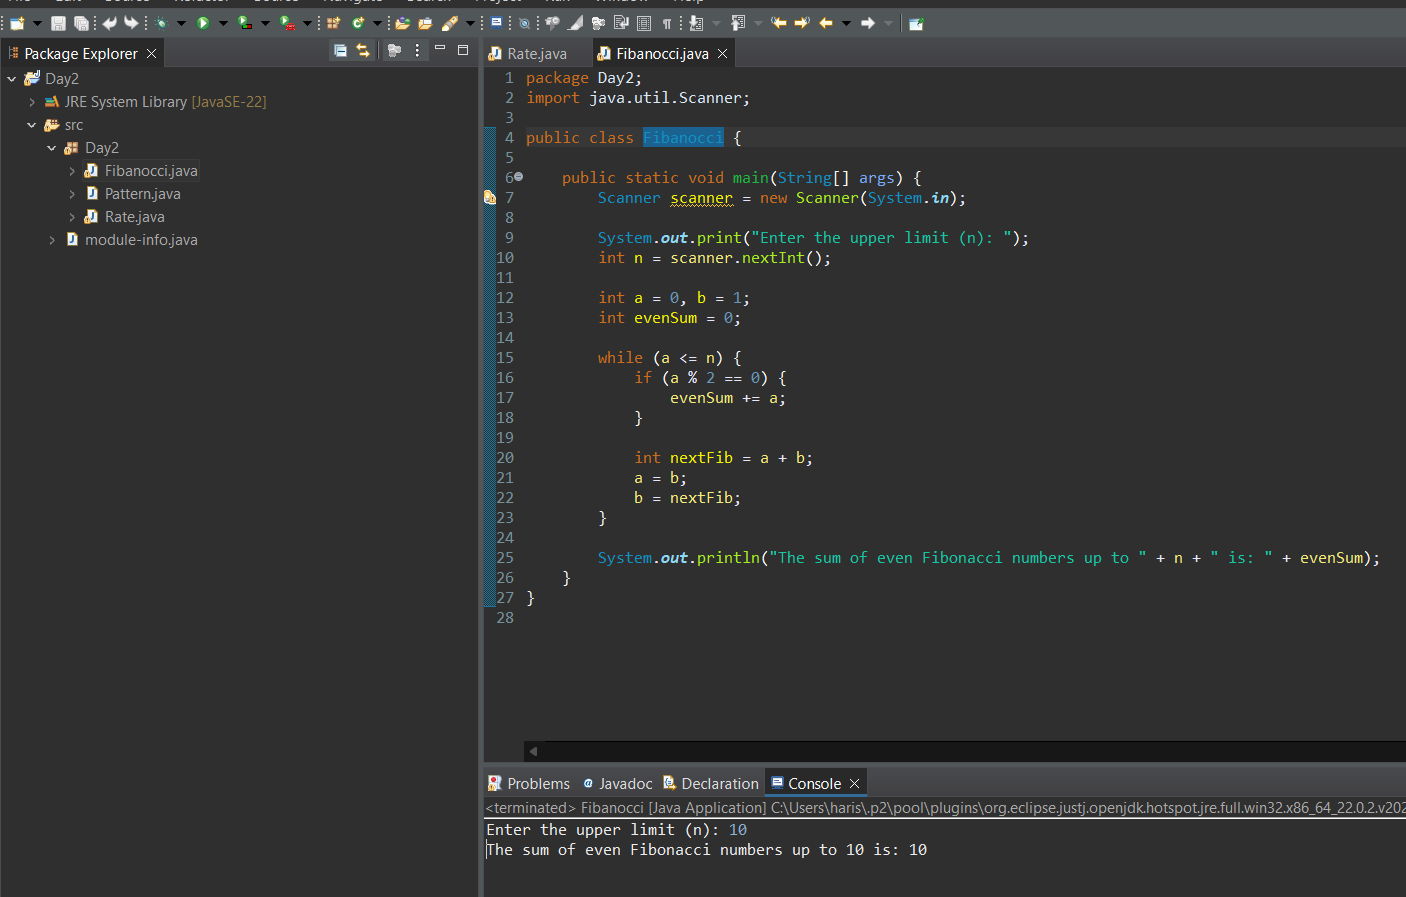 Package Explorer
Day2
JRE System Library [JavaSE-22]
src
Day2
Fibanocci.java
Pattern.java
Rate.java
module-info.java
Rate.java
Fibanocci.java
1 package Day2;
2 import java.util.Scanner;
3
4 public class Fibanocci {
5
6 public static void main(String[] args) {
7 Scanner scanner = new Scanner(System.in);
8
9 System.out.print("Enter the upper limit (n): ");
10 int n = scanner.nextInt();
11
12 int a = 0, b = 1;
13 int evenSum = 0;
14
15 while (a <= n) {
16 if (a % 2 == 0) {
17 evenSum += a;
18 }
19
20 int nextFib = a + b;
21 a = b;
22 b = nextFib;
23 }
24
25 System.out.println("The sum of even Fibonacci numbers up to " + n + " is: " + evenSum);
26 }
27 }
28
Problems Javadoc Declaration Console
<terminated> Fibanocci [Java Application] C:\Users\haris\.p2\pool\plugins\org.eclipse.justj.openjdk.hotspot.jre.full.win32.x86_64_22.0.2.v202
Enter the upper limit (n): 10
The sum of even Fibonacci numbers up to 10 is: 10